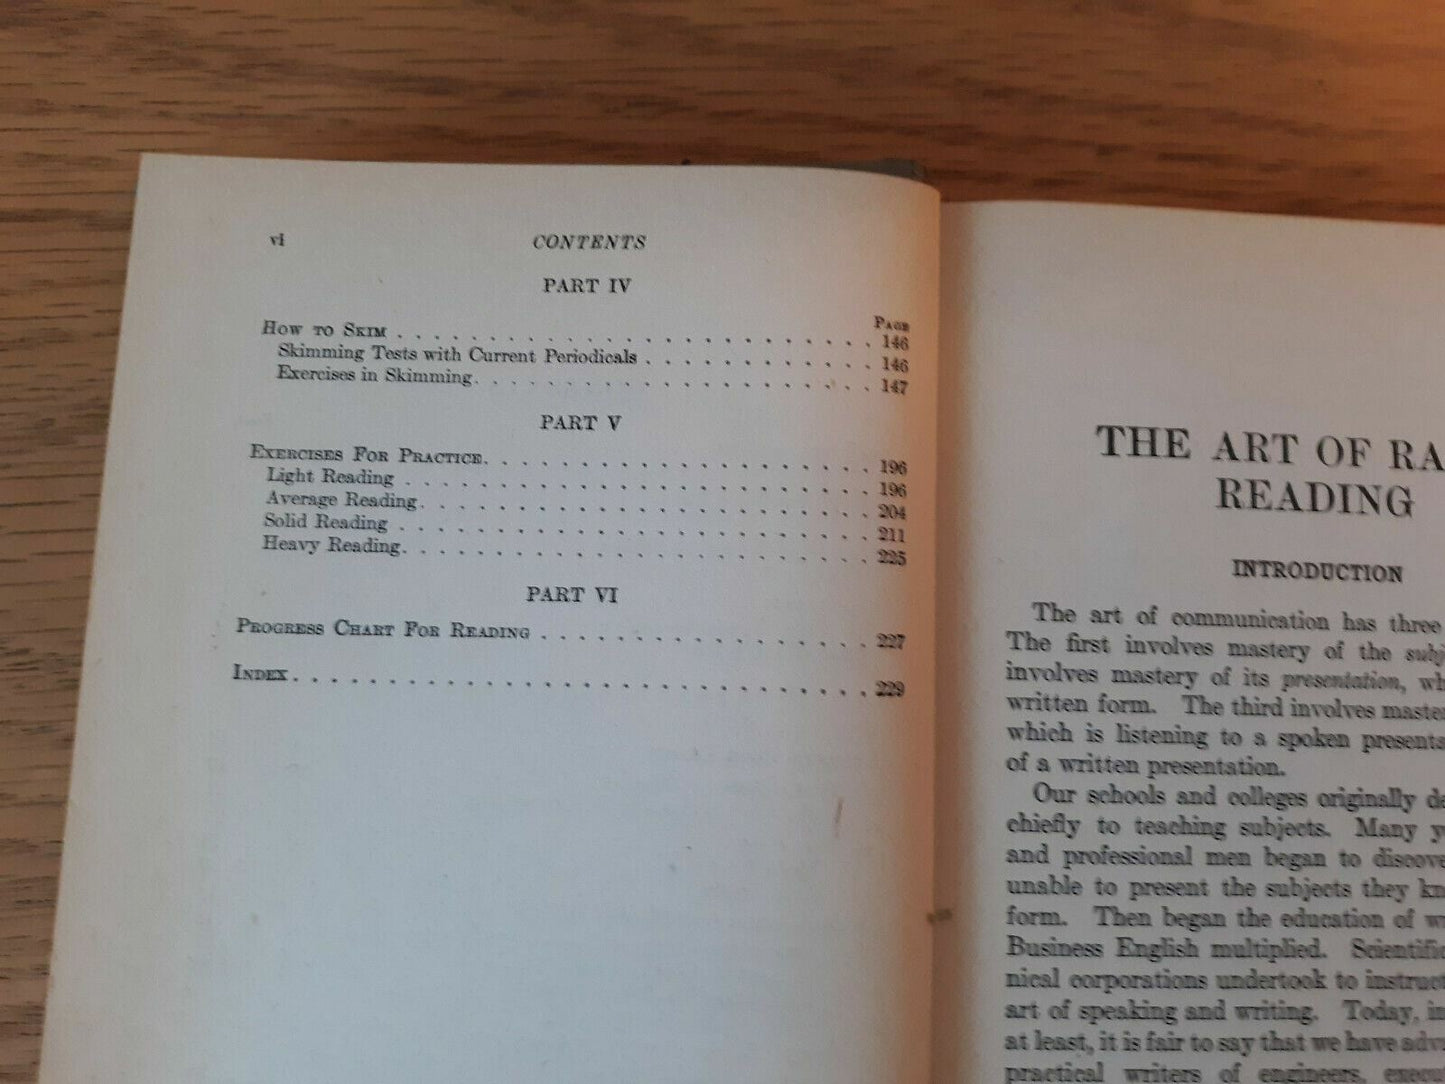 vi CONTENTS
PART IV
Page
How to Skim . . . . . . . . . . . . . . . . . . . . . . . . . 146
Skimming Tests with Current Periodicals . . . . . . . . . . . . 146
Exercises in Skimming. . . . . . . . . . . . . . . . . . . . . 147
PART V
Exercises For Practice. . . . . . . . . . . . . . . . . . . . . 196
Light Reading . . . . . . . . . . . . . . . . . . . . . . . . 196
Average Reading. . . . . . . . . . . . . . . . . . . . . . . . 204
Solid Reading . . . . . . . . . . . . . . . . . . . . . . . . 211
Heavy Reading. . . . . . . . . . . . . . . . . . . . . . . . 225
PART VI
Progress Chart For Reading . . . . . . . . . . . . . . . . . . 227
Index. . . . . . . . . . . . . . . . . . . . . . . . . . . . . . 229
THE ART OF RA
READING
INTRODUCTION
The art of communication has three
The first involves mastery of the subj
involves mastery of its presentation, wh
written form. The third involves master
which is listening to a spoken presenta
of a written presentation.
Our schools and colleges originally de
chiefly to teaching subjects. Many y
and professional men began to discove
unable to present the subjects they kn
form. Then began the education of w
Business English multiplied. Scientific
nical corporations undertook to instruct
art of speaking and writing. Today, in
at least, it is fair to say that we have adva
practical writers of engineers, execu